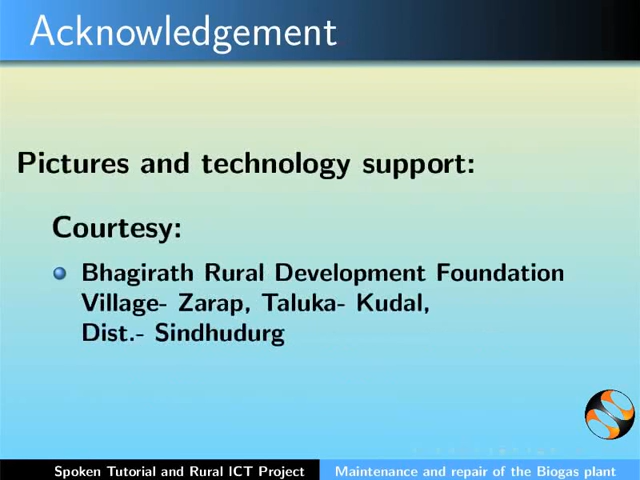 Acknowledgement
Pictures and technology support:
Courtesy:
Bhagirath Rural Development Foundation
Village- Zarap, Taluka- Kudal,
Dist.- Sindhudurg
Spoken Tutorial and Rural ICT Project
Maintenance and repair of the Biogas plant